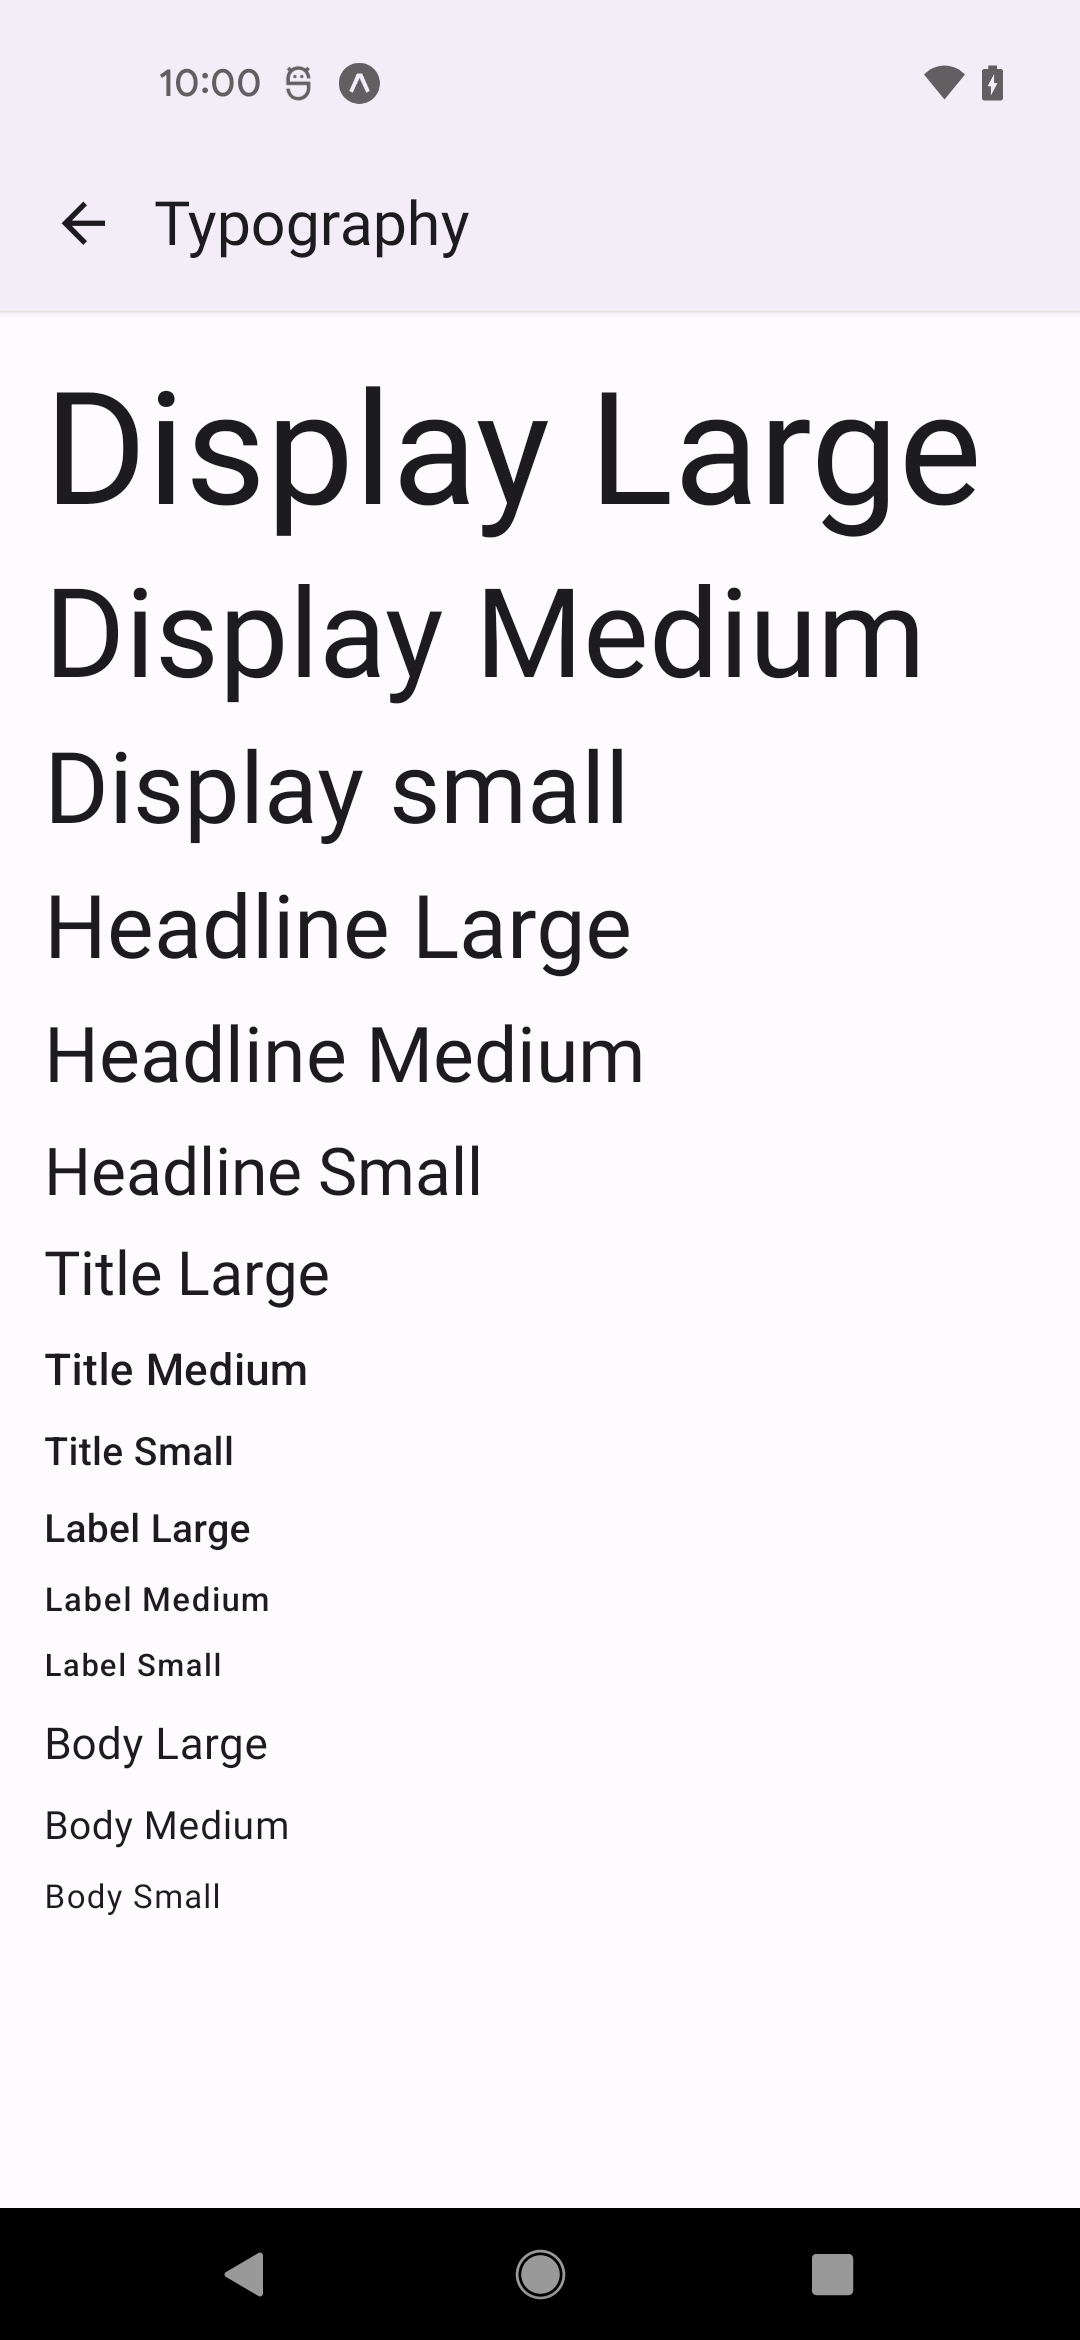 10:00
Typography
Display Large
Display Medium
Display small
Headline Large
Headline Medium
Headline Small
Title Large
Title Medium
Title Small
Label Large
Label Medium
Label Small
Body Large
Body Medium
Body Small